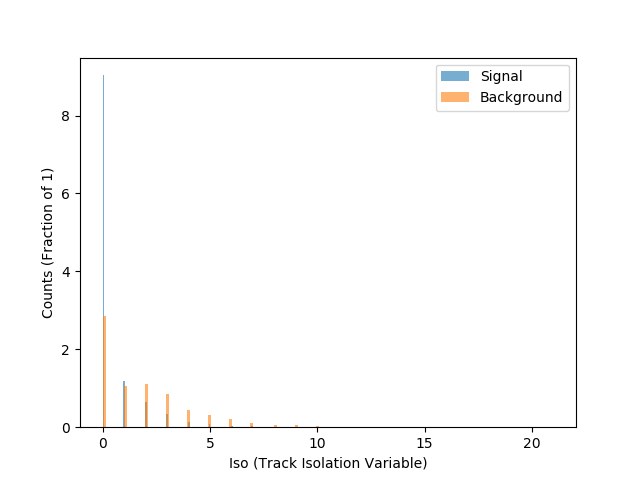 Signal
Background
8
6
4
2
0
Counts (Fraction of 1)
0 5 10 15 20
Iso (Track Isolation Variable)